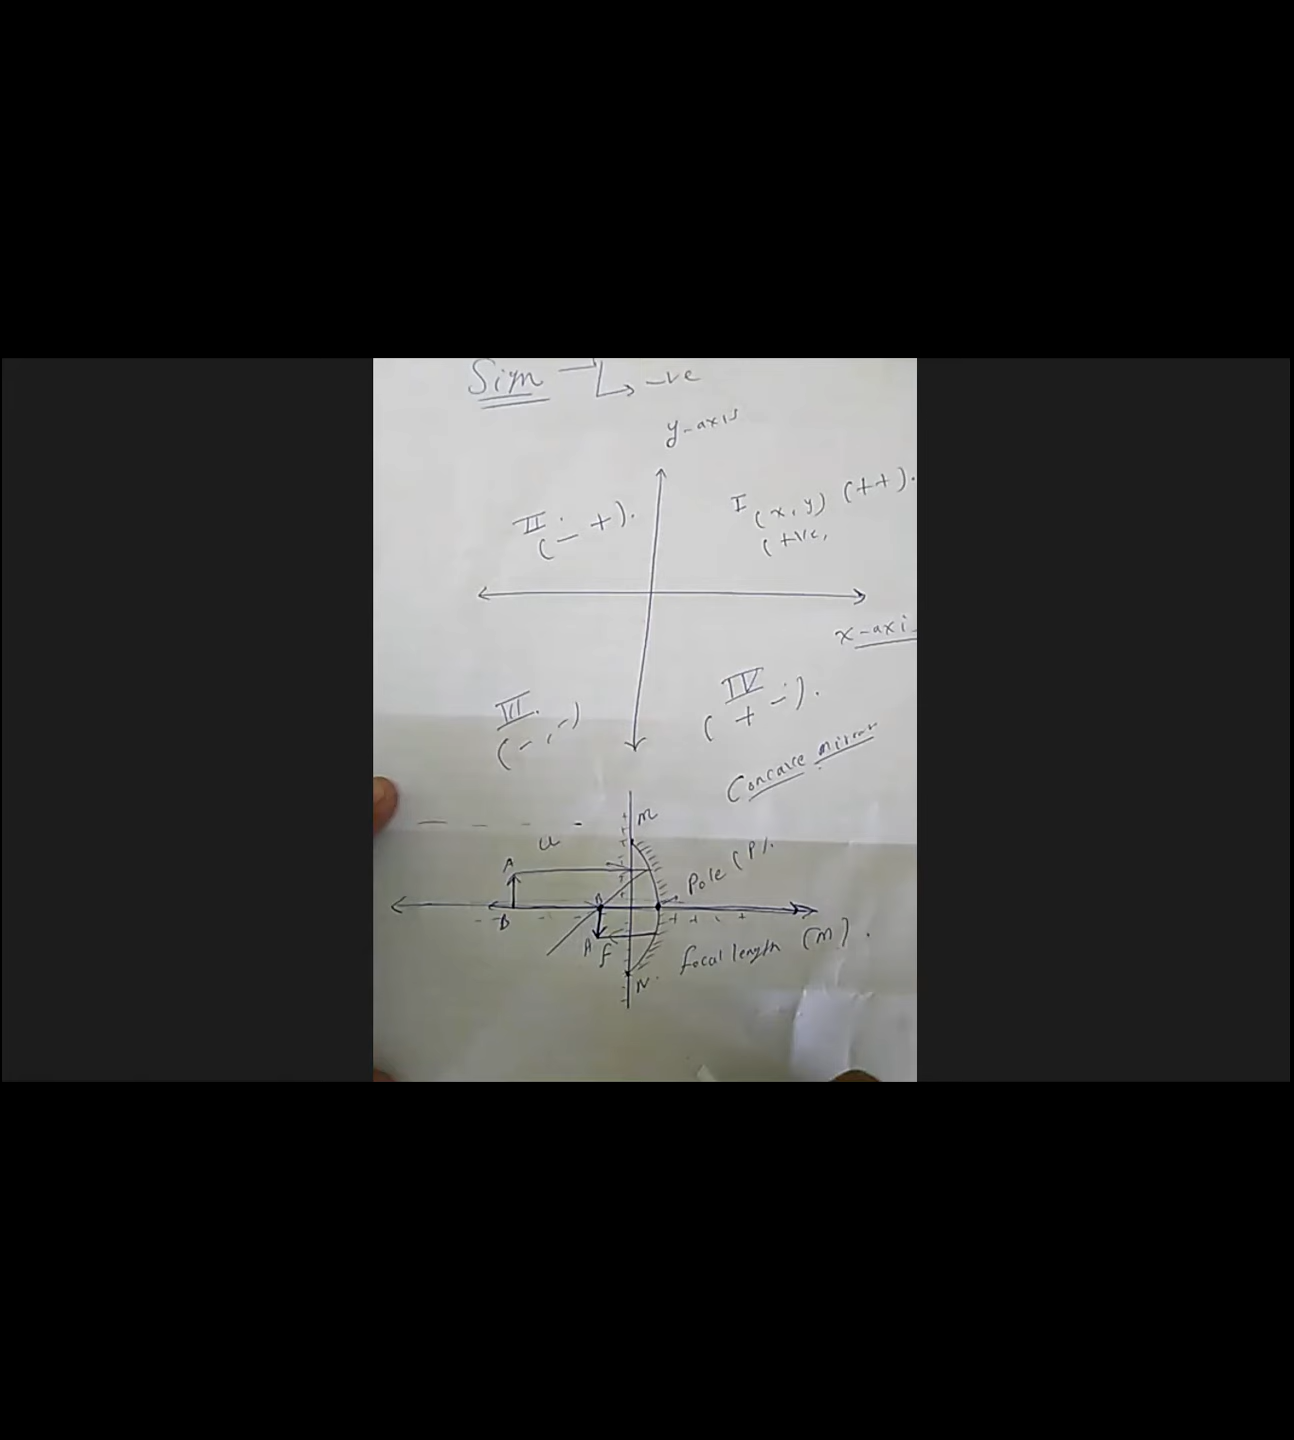 Sign → -ve
y-axis
II
(- +).
I
(x, y) (++).
(+ve,
x-axi
III.
(-, -)
IV
(+ -).
Concave mirror
M
u
A
Pole (P).
B
+ + +
A
f
focal length (m).
N